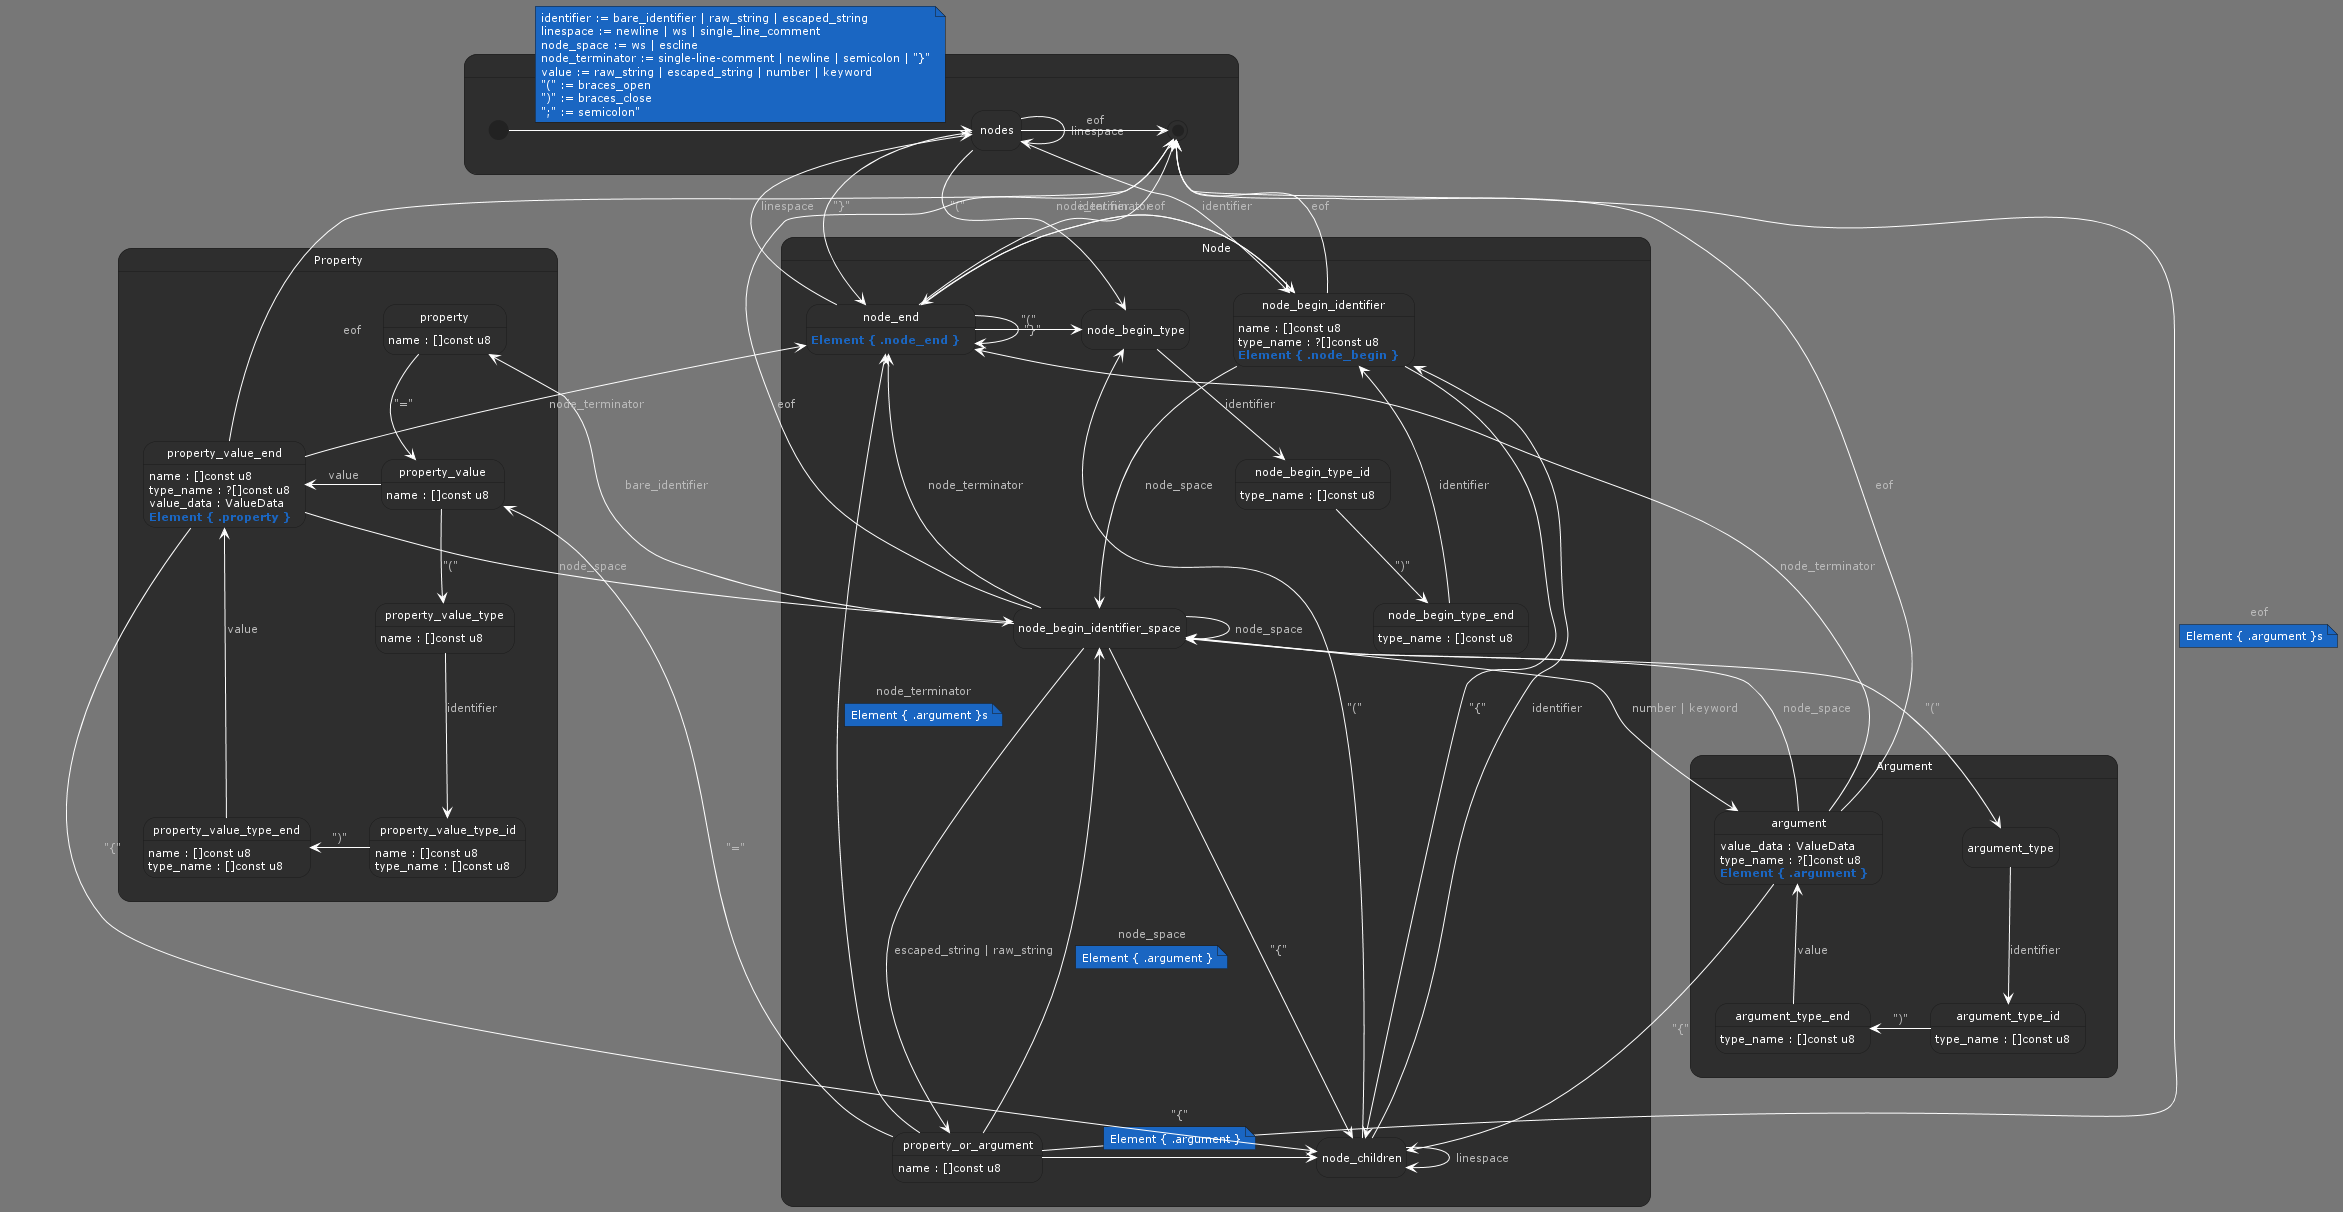 identifier := bare_identifier | raw_string | escaped_string
linespace := newline | ws | single_line_comment
node_space := ws | escline
node_terminator := single-line-comment | newline | semicolon | "}"
value := raw_string | escaped_string | number | keyword
"(" := braces_open
")" := braces_close
";" := semicolon"
nodes
eof
linespace
linespace
"}"
"("
node_terminator
identifier
eof
identifier
eof
Property
property
name : []const u8
eof
"="
node_terminator
property_value_end
name : []const u8
type_name : ?[]const u8
value_data : ValueData
Element { .property }
value
property_value
name : []const u8
bare_identifier
"("
node_space
property_value_type
name : []const u8
value
identifier
property_value_type_end
name : []const u8
type_name : []const u8
")"
property_value_type_id
name : []const u8
type_name : []const u8
"{"
"="
Node
node_end
Element { .node_end }
"("
"}"
node_begin_type
node_begin_identifier
name : []const u8
type_name : ?[]const u8
Element { .node_begin }
eof
identifier
node_terminator
node_space
node_begin_type_id
type_name : []const u8
identifier
")"
node_begin_type_end
type_name : []const u8
node_begin_identifier_space
node_space
node_terminator
Element { .argument }s
"("
"{"
identifier
number | keyword
node_space
"("
escaped_string | raw_string
node_space
Element { .argument }
"{"
"{"
Element { .argument }
property_or_argument
name : []const u8
node_children
linespace
eof
node_terminator
eof
Element { .argument }s
Argument
argument
value_data : ValueData
type_name : ?[]const u8
Element { .argument }
argument_type
value
identifier
argument_type_end
type_name : []const u8
")"
argument_type_id
type_name : []const u8
"{"